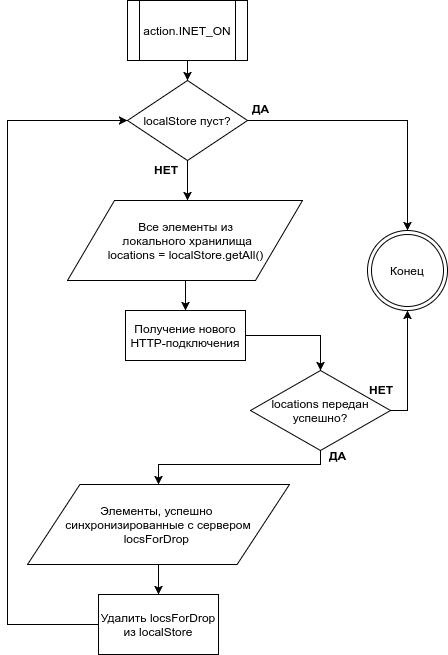 action.INET_ON
localStore пуст?
ДА
НЕТ
Все элементы из
локального хранилища
locations = localStore.getAll()
Конец
Получение нового
HTTP-подключения
НЕТ
locations передан
успешно?
ДА
Элементы, успешно
синхронизированные с сервером
locsForDrop
Удалить locsForDrop
из localStore